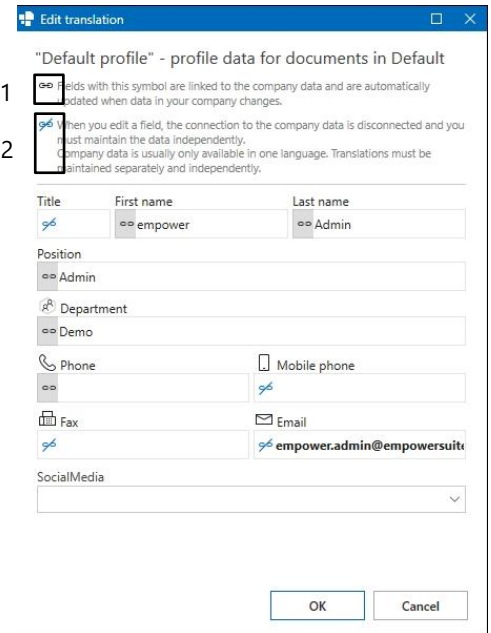 Edit translation
"Default profile" - profile data for documents in Default
1
Fields with this symbol are linked to the company data and are automatically
updated when data in your company changes.
2
When you edit a field, the connection to the company data is disconnected and you
must maintain the data independently.
Company data is usually only available in one language. Translations must be
maintained separately and independently.
Title First name Last name
empower Admin
Position
Admin
Department
Demo
Phone Mobile phone
Fax Email
empower.admin@empowersuite
SocialMedia
OK Cancel